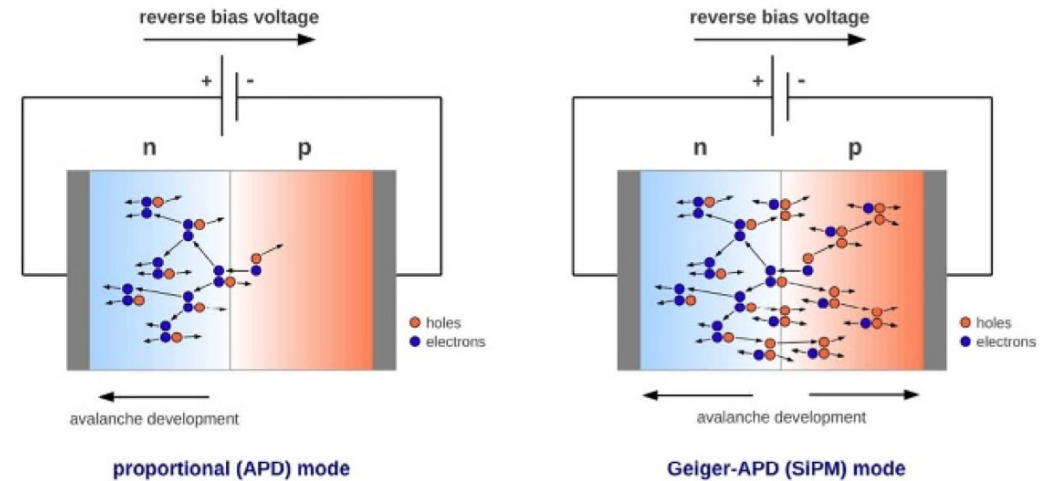 reverse bias voltage
+ -
n p
holes
electrons
avalanche development
proportional (APD) mode
reverse bias voltage
+ -
n p
holes
electrons
avalanche development
Geiger-APD (SiPM) mode